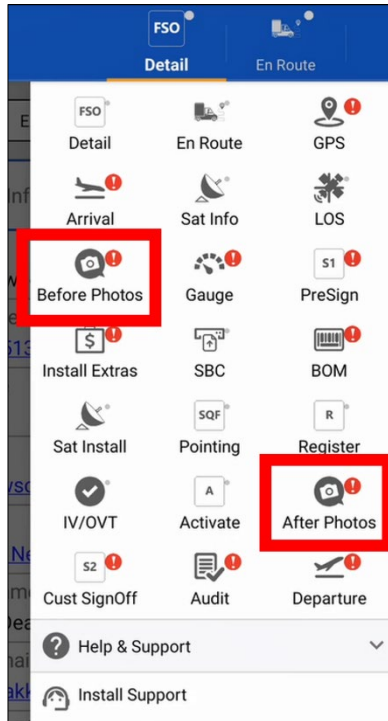 FSO
Detail En Route
FSO
Detail En Route GPS
Arrival Sat Info LOS
S1
Before Photos Gauge PreSign
$
Install Extras SBC BOM
SQF R
Sat Install Pointing Register
A
IV/OVT Activate After Photos
S2
Cust SignOff Audit Departure
? Help & Support
Install Support